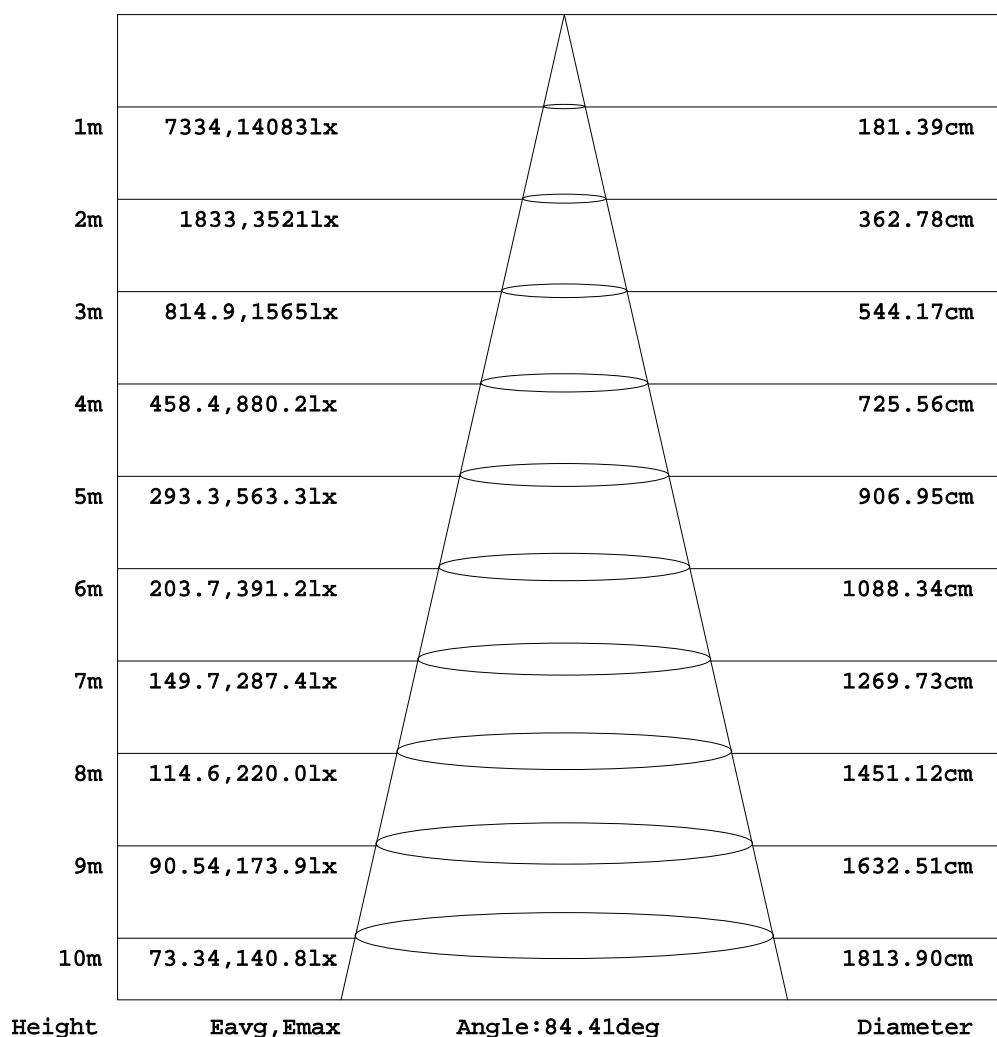 1m 7334,14083lx 181.39cm
2m 1833,3521lx 362.78cm
3m 814.9,1565lx 544.17cm
4m 458.4,880.2lx 725.56cm
5m 293.3,563.3lx 906.95cm
6m 203.7,391.2lx 1088.34cm
7m 149.7,287.4lx 1269.73cm
8m 114.6,220.0lx 1451.12cm
9m 90.54,173.9lx 1632.51cm
10m 73.34,140.8lx 1813.90cm
Height Eavg,Emax Angle:84.41deg Diameter